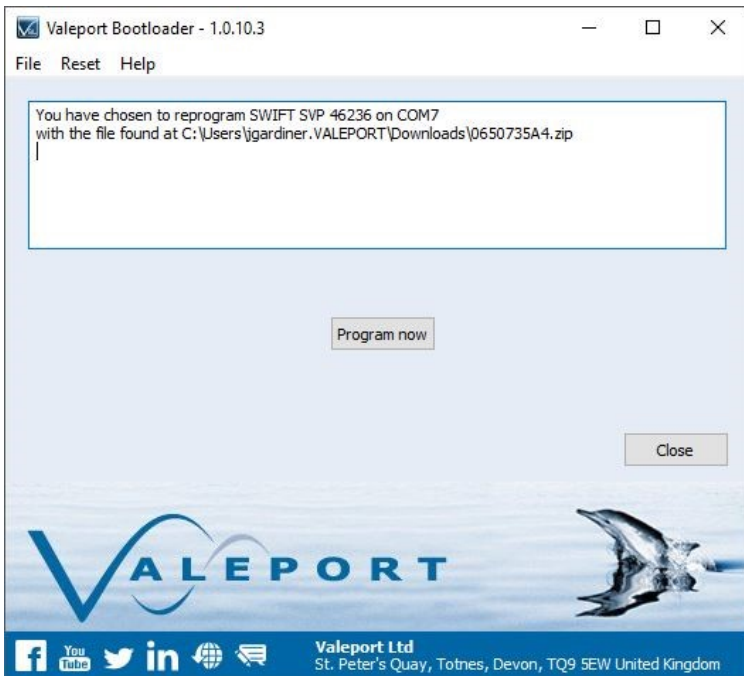 Valeport Bootloader - 1.0.10.3
File Reset Help
You have chosen to reprogram SWIFT SVP 46236 on COM7
with the file found at C:\Users\jgardiner.VALEPORT\Downloads\0650735A4.zip
Program now
Close
VALEPORT
You
Tube
in
Valeport Ltd
St. Peter's Quay, Totnes, Devon, TQ9 5EW United Kingdom